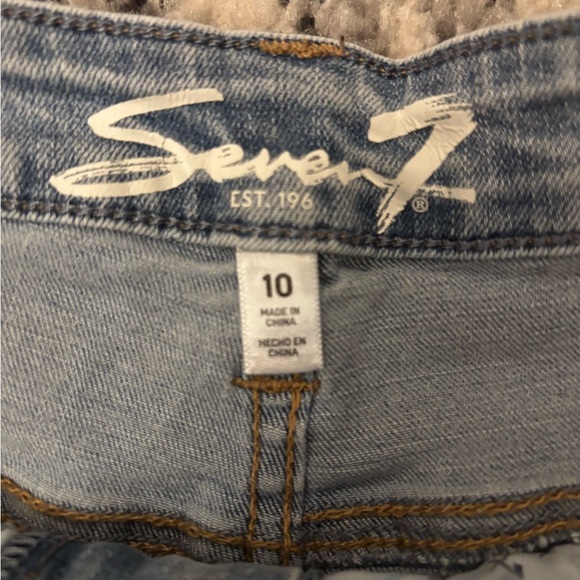 Seven7
EST. 196
®
10
MADE IN
CHINA
HECHO EN
CHINA